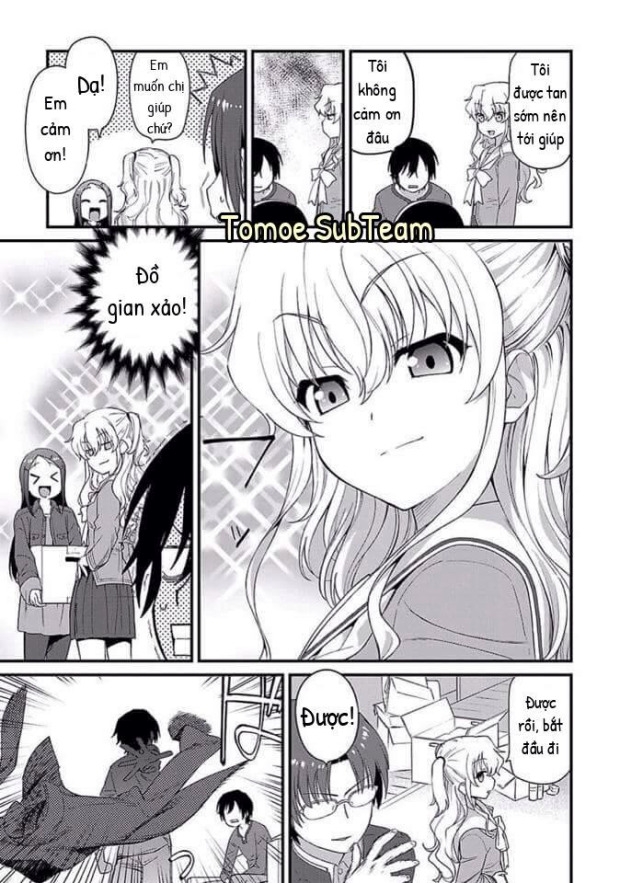 Tôi
được tan
sớm nên
tới giúp
Tôi
không
cảm ơn
đâu
Em
muốn chị
giúp
chứ?
Dạ!
Em
cảm ơn!
Tomoe SubTeam
Đồ
gian xảo!
Được
rồi, bắt
đầu đi
Được!